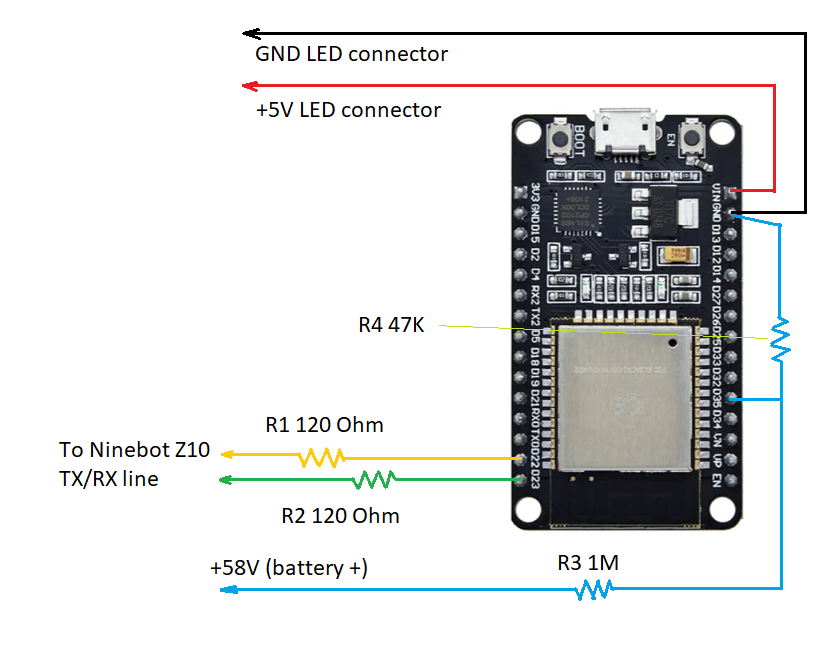 GND LED connector
+5V LED connector
BOOT
EN
3V3 GND D15 D2 D4 RX2 TX2 D5 D18 D19 D21 RX0 TX0 D22 D23
VIN GND D13 D12 D14 D27 D26 D25 D33 D32 D35 D34 VN VP EN
SILABS
CP2102
R4 47K
R1 120 Ohm
To Ninebot Z10
TX/RX line
R2 120 Ohm
+58V (battery +)
R3 1M